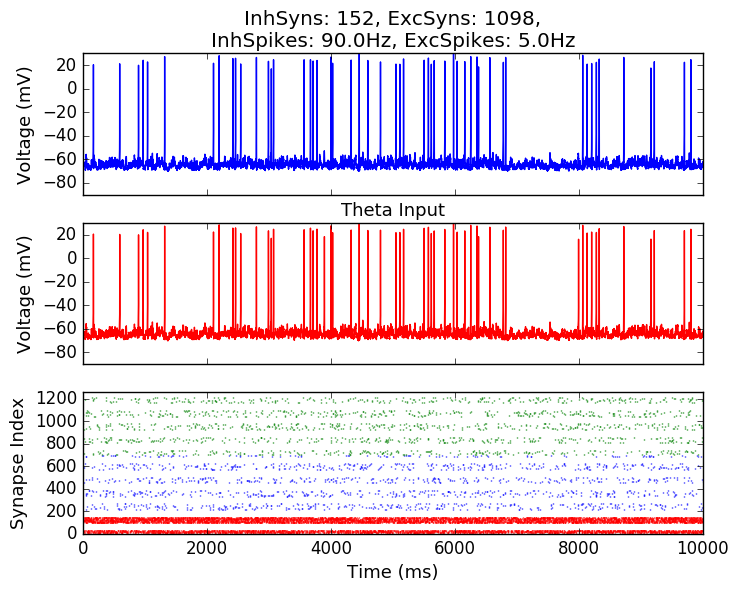 InhSyns: 152, ExcSyns: 1098,
InhSpikes: 90.0Hz, ExcSpikes: 5.0Hz
20
0
−20
−40
−60
−80
Voltage (mV)
Theta Input
20
0
−20
−40
−60
−80
Voltage (mV)
1200
1000
800
600
400
200
0
Synapse Index
0 2000 4000 6000 8000 10000
Time (ms)